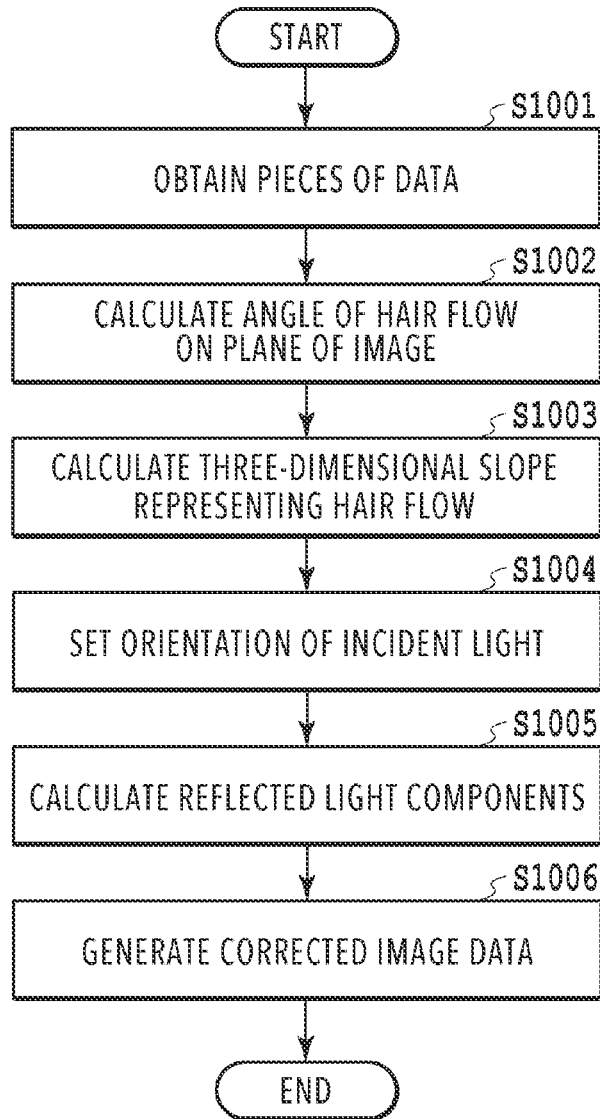 START
S1001
OBTAIN PIECES OF DATA
S1002
CALCULATE ANGLE OF HAIR FLOW
ON PLANE OF IMAGE
S1003
CALCULATE THREE-DIMENSIONAL SLOPE
REPRESENTING HAIR FLOW
S1004
SET ORIENTATION OF INCIDENT LIGHT
S1005
CALCULATE REFLECTED LIGHT COMPONENTS
S1006
GENERATE CORRECTED IMAGE DATA
END